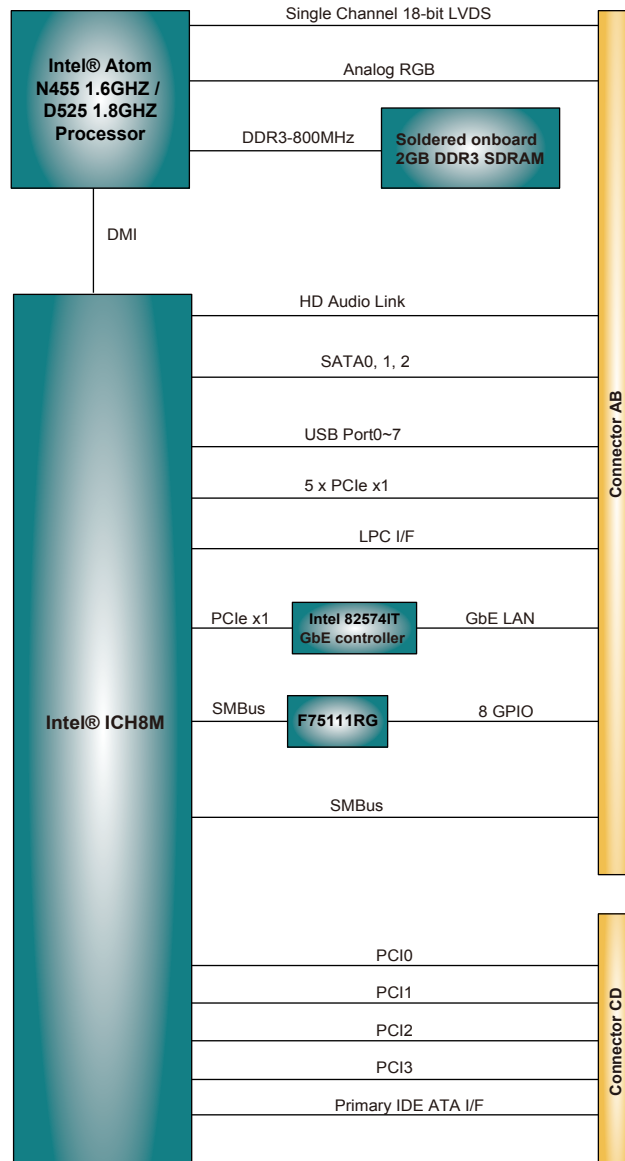 Single Channel 18-bit LVDS
Intel® Atom
N455 1.6GHZ /
D525 1.8GHZ
Processor
Analog RGB
DDR3-800MHz
Soldered onboard
2GB DDR3 SDRAM
DMI
HD Audio Link
SATA0, 1, 2
USB Port0~7
5 x PCIe x1
LPC I/F
Connector AB
PCIe x1
Intel 82574IT
GbE controller
GbE LAN
Intel® ICH8M
SMBus
F75111RG
8 GPIO
SMBus
PCI0
PCI1
PCI2
PCI3
Primary IDE ATA I/F
Connector CD